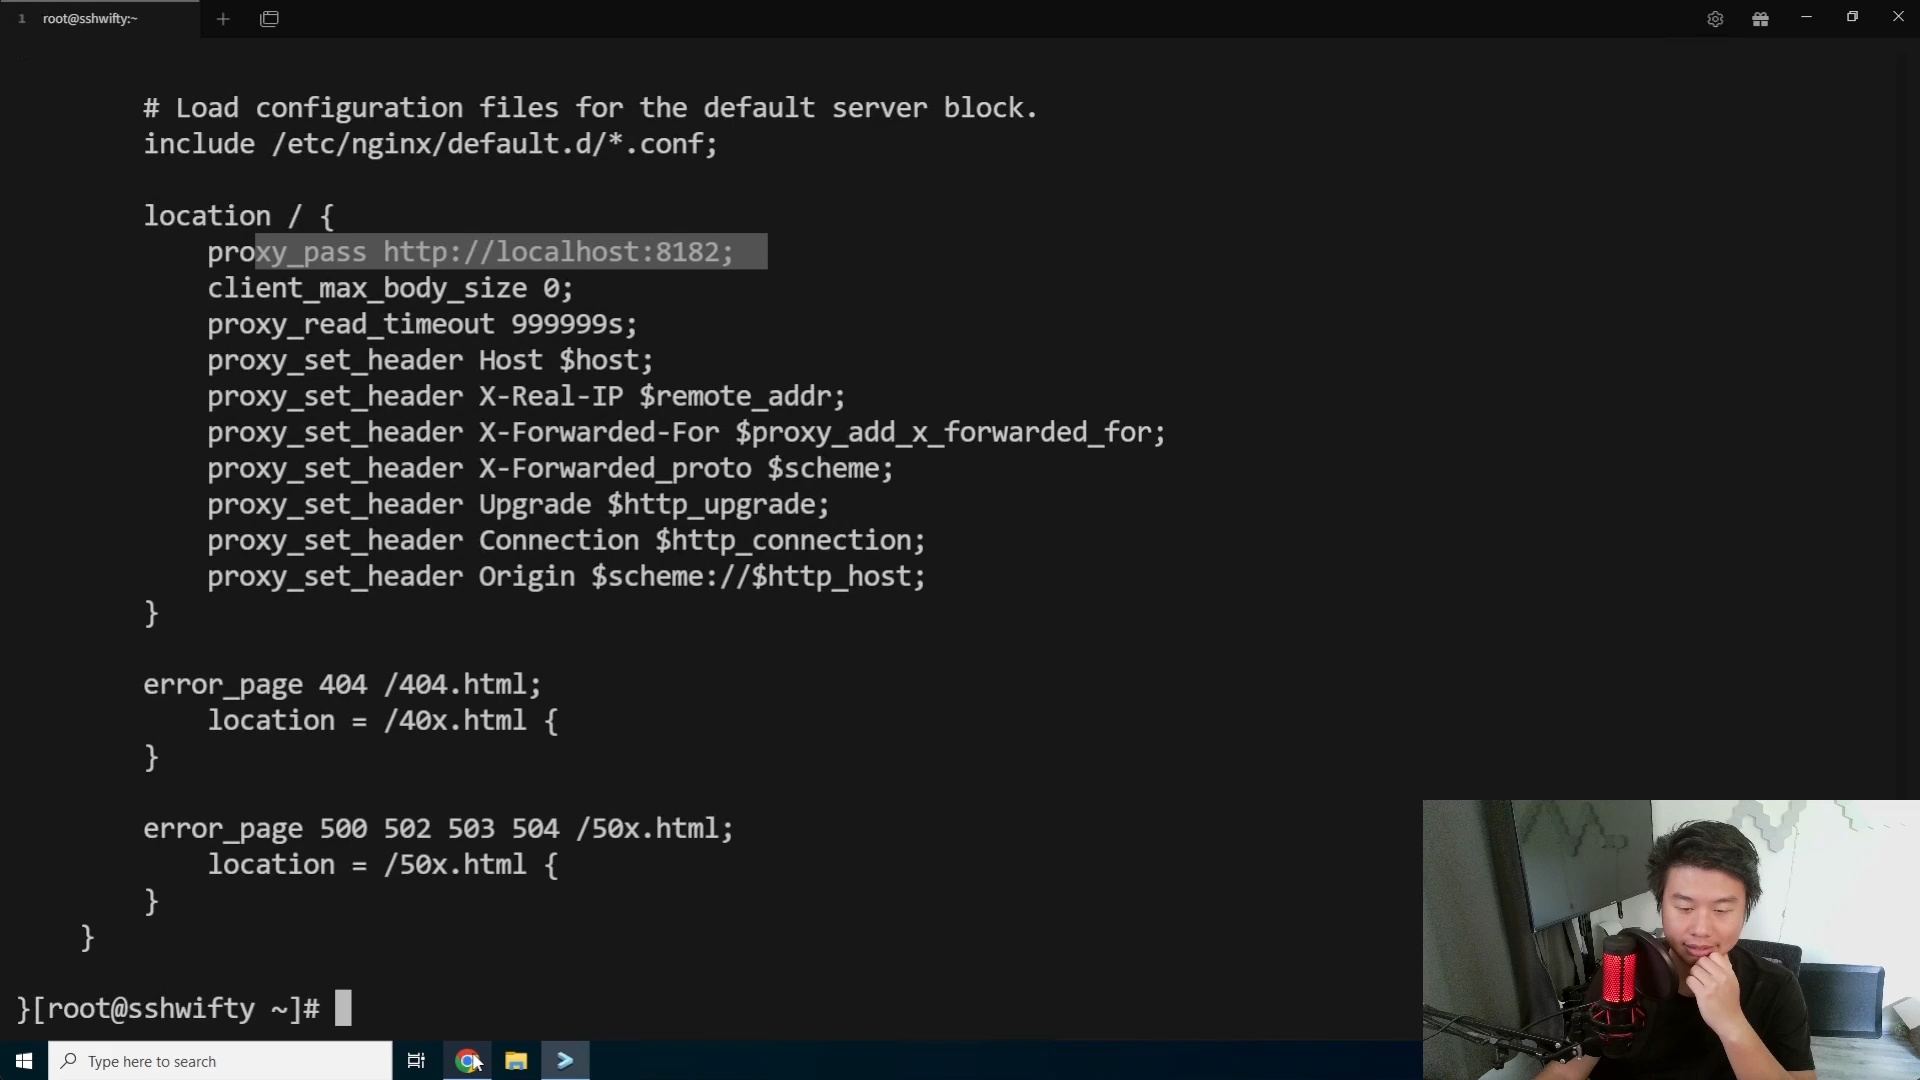 1 root@sshwifty:~
# Load configuration files for the default server block.
include /etc/nginx/default.d/*.conf;
location / {
proxy_pass http://localhost:8182;
client_max_body_size 0;
proxy_read_timeout 999999s;
proxy_set_header Host $host;
proxy_set_header X-Real-IP $remote_addr;
proxy_set_header X-Forwarded-For $proxy_add_x_forwarded_for;
proxy_set_header X-Forwarded_proto $scheme;
proxy_set_header Upgrade $http_upgrade;
proxy_set_header Connection $http_connection;
proxy_set_header Origin $scheme://$http_host;
}
error_page 404 /404.html;
location = /40x.html {
}
error_page 500 502 503 504 /50x.html;
location = /50x.html {
}
}
}[root@sshwifty ~]#
Type here to search